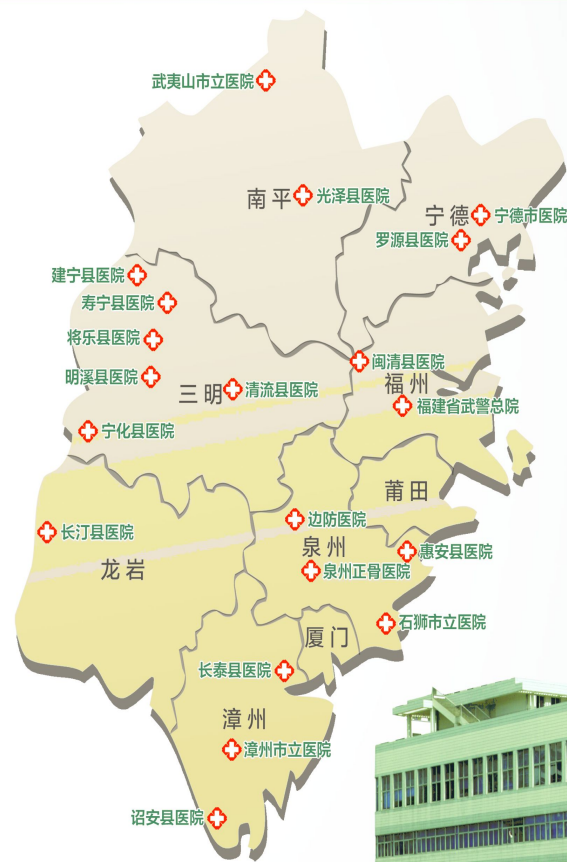 武夷山市立医院
南平
光泽县医院
宁德
宁德市医院
罗源县医院
建宁县医院
寿宁县医院
将乐县医院
闽清县医院
明溪县医院
三明
清流县医院
福州
福建省武警总院
宁化县医院
莆田
长汀县医院
边防医院
泉州
惠安县医院
龙岩
泉州正骨医院
石狮市立医院
厦门
长泰县医院
漳州
漳州市立医院
诏安县医院